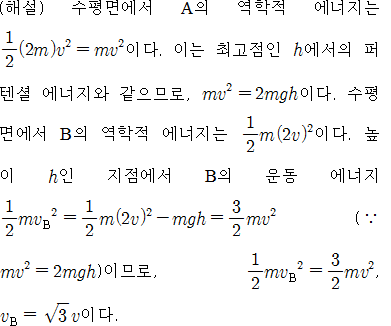 (해설) 수평면에서 A의 역학적 에너지는
$\frac{1}{2}(2m)v^2 = mv^2$이다. 이는 최고점인 $h$에서의 퍼
텐셜 에너지와 같으므로, $mv^2 = 2mgh$이다. 수평
면에서 B의 역학적 에너지는 $\frac{1}{2}m(2v)^2$이다. 높
이 $h$인 지점에서 B의 운동 에너지
$\frac{1}{2}mv_{\mathrm{B}}^2 = \frac{1}{2}m(2v)^2 - mgh = \frac{3}{2}mv^2$ (∵
$mv^2 = 2mgh$)이므로, $\frac{1}{2}mv_{\mathrm{B}}^2 = \frac{3}{2}mv^2$,
$v_{\mathrm{B}} = \sqrt{3}v$이다.